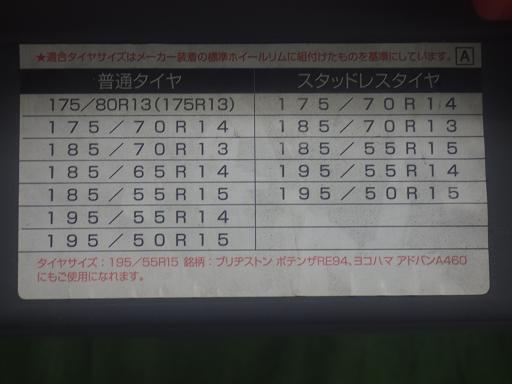 ★適合タイヤサイズはメーカー装着の標準ホイールリムに組付けたものを基準にしています。 A
普通タイヤ スタッドレスタイヤ
175/80R13(175R13) 175/70R14
175/70R14 185/70R13
185/70R13 185/55R15
185/65R14 195/55R14
185/55R15 195/50R15
195/55R14
195/50R15
タイヤサイズ:195/55R15 銘柄:ブリヂストン ポテンザRE94、ヨコハマ アドバンA460
にもご使用になれます。